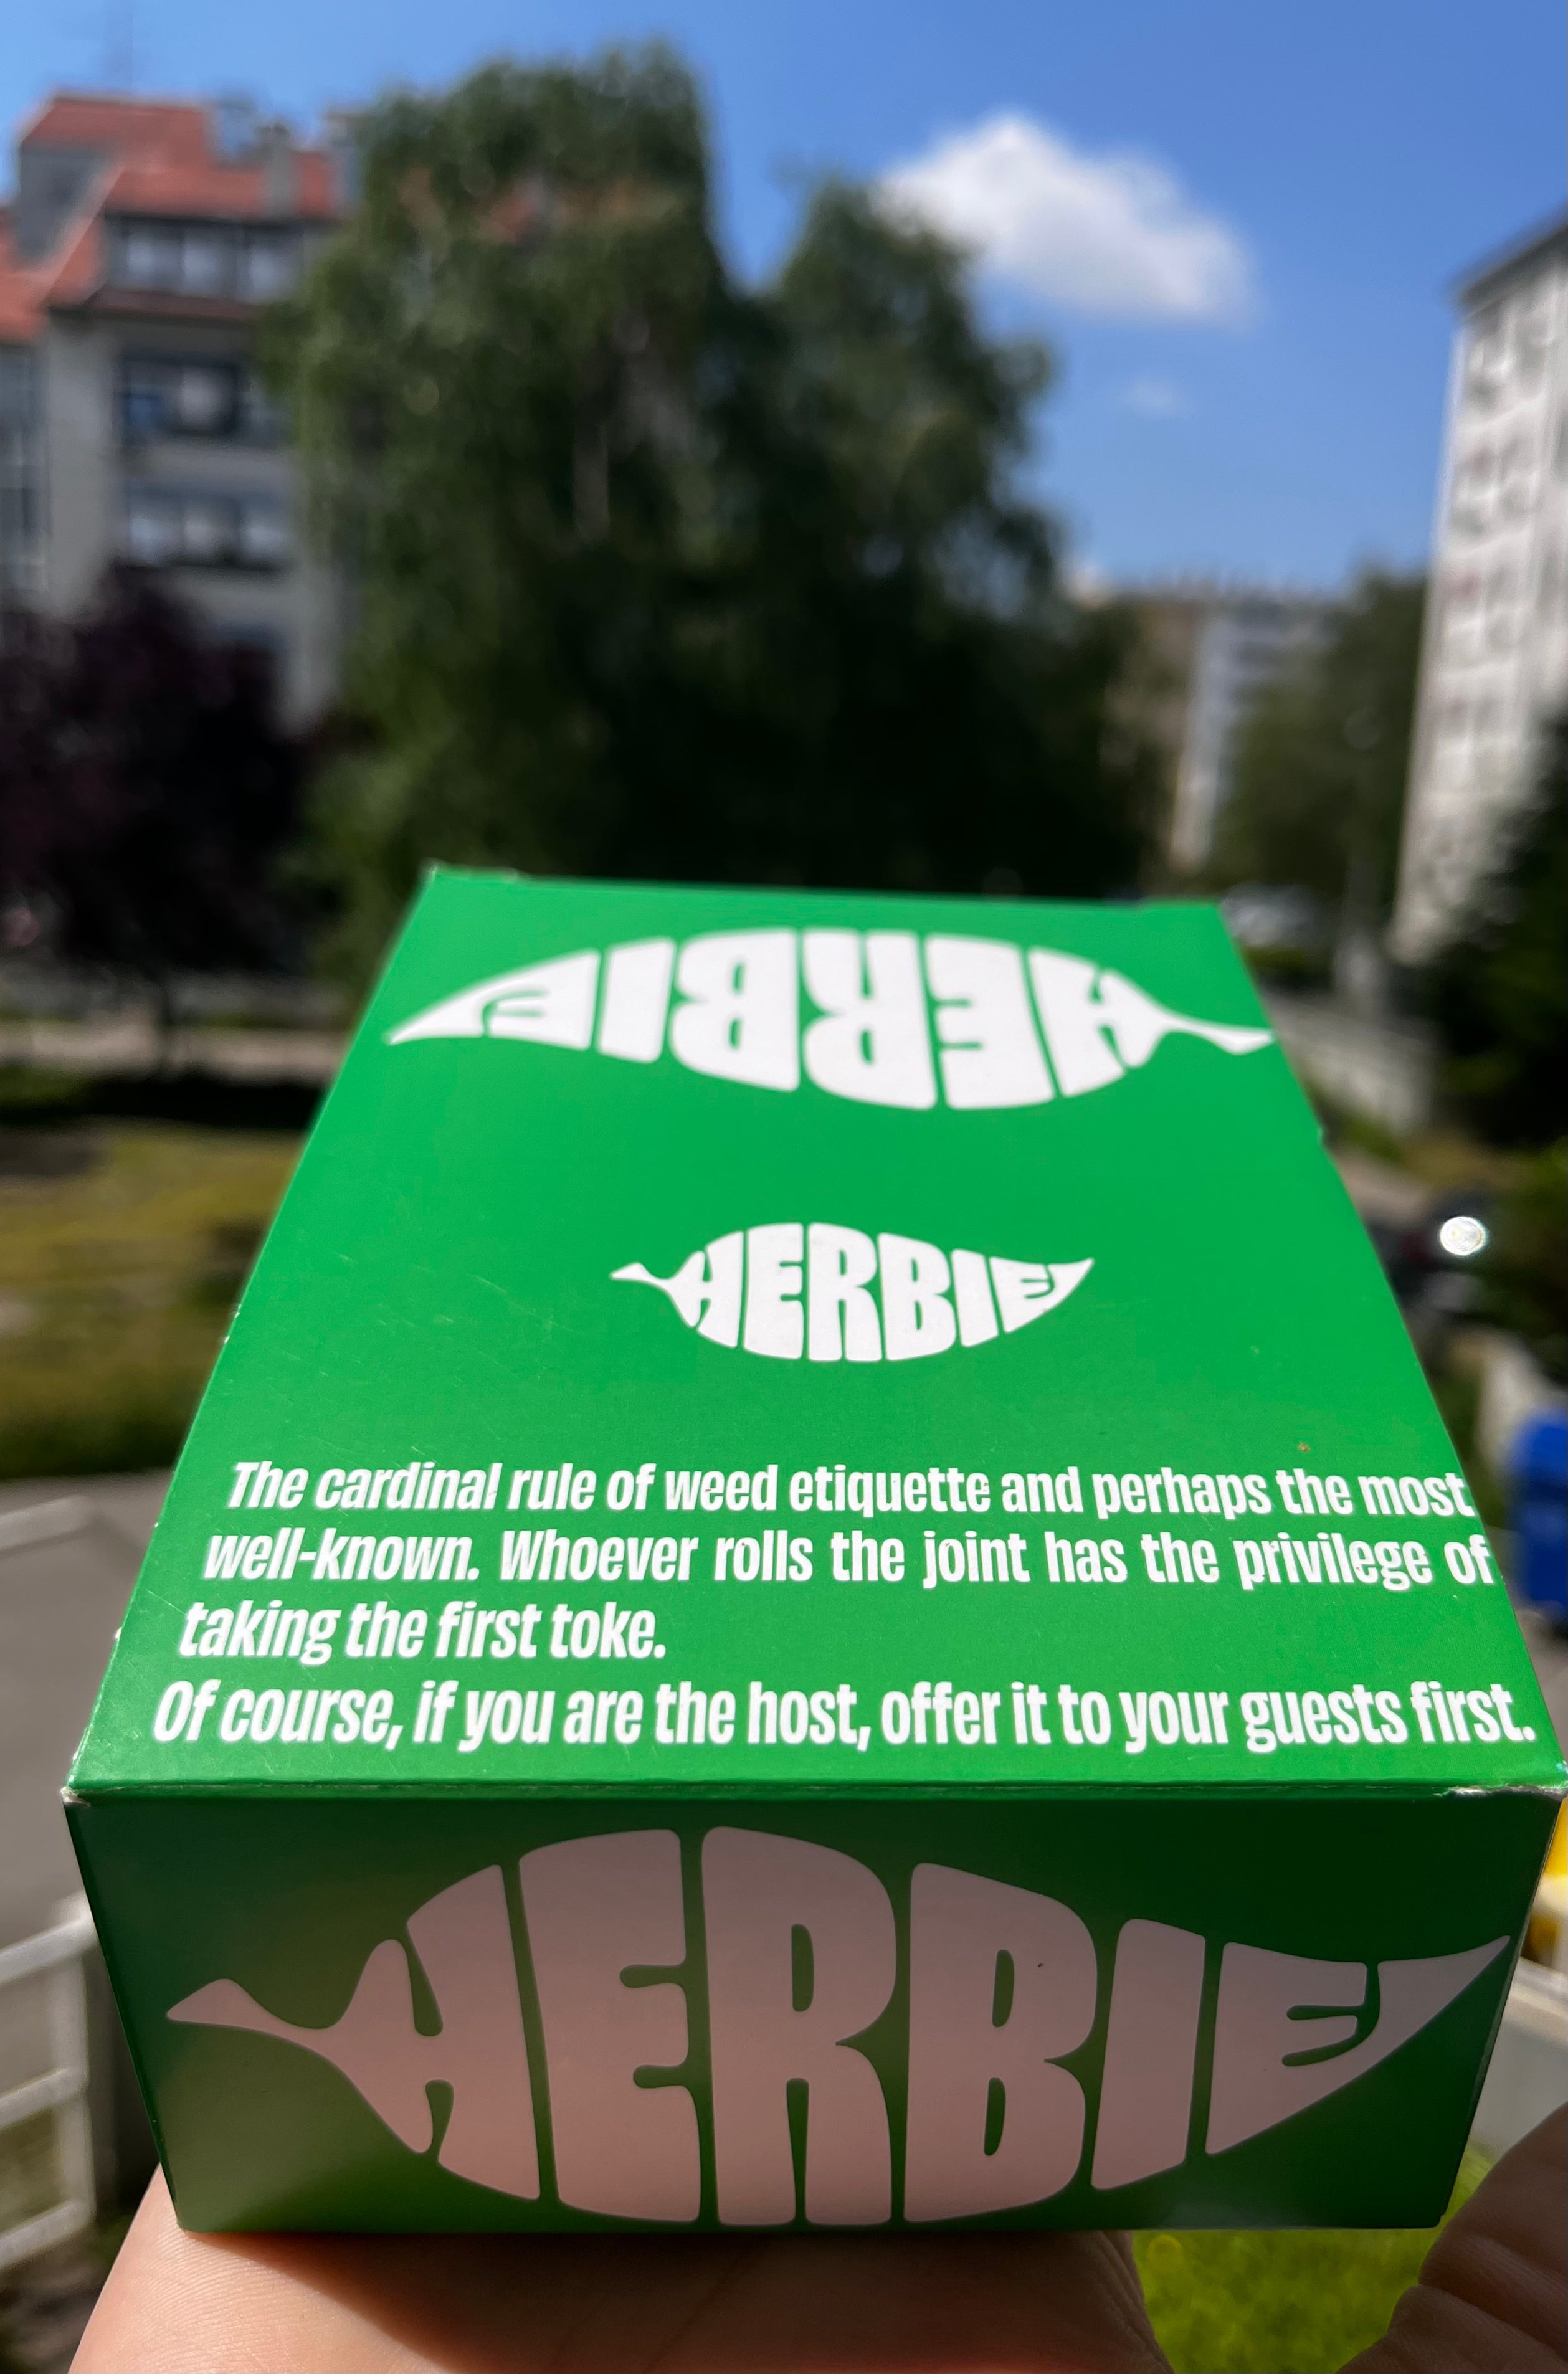 HERBIE
HERBIE
The cardinal rule of weed etiquette and perhaps the most
well-known. Whoever rolls the joint has the privilege of
taking the first toke.
Of course, if you are the host, offer it to your guests first.
HERBIE